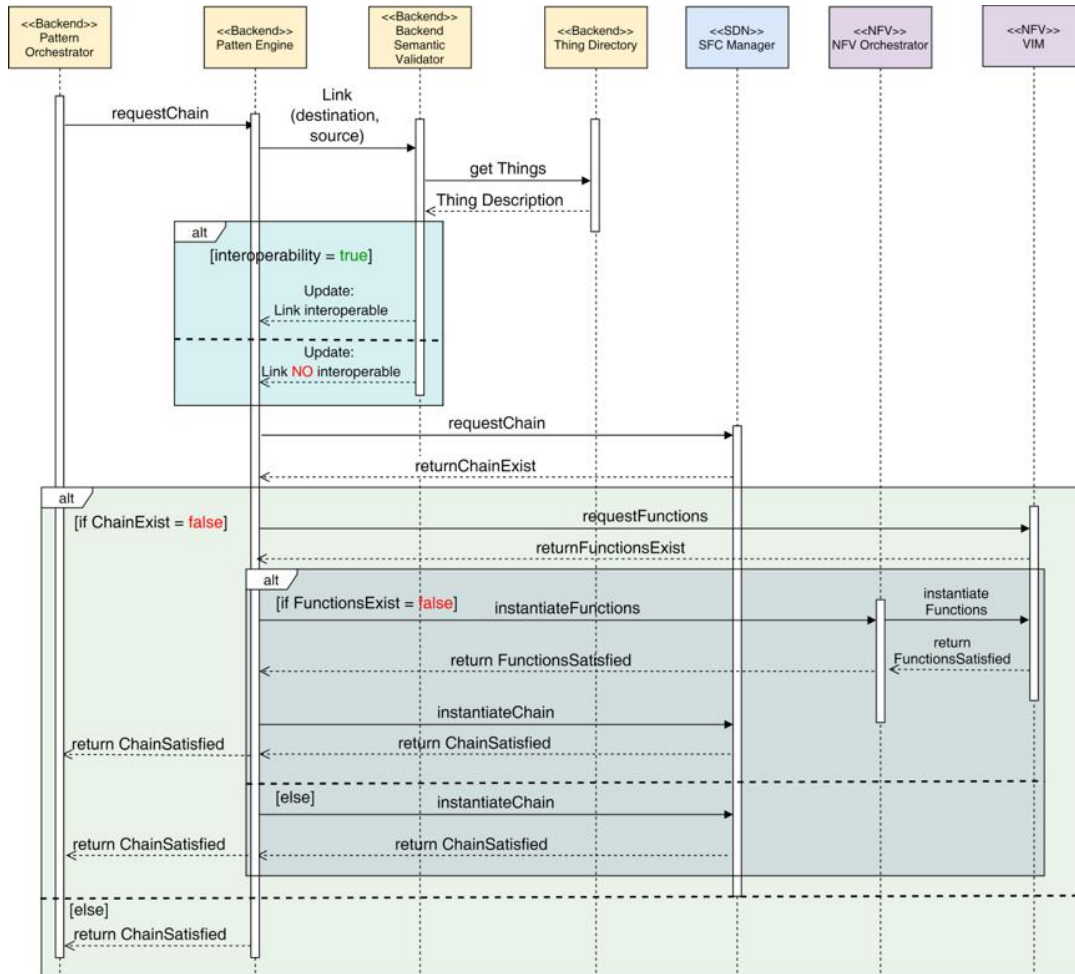 <<Backend>>
Pattern
Orchestrator
<<Backend>>
Patten Engine
<<Backend>>
Backend
Semantic
Validator
<<Backend>>
Thing Directory
<<SDN>>
SFC Manager
<<NFV>>
NFV Orchestrator
<<NFV>>
VIM
requestChain
Link
(destination,
source)
get Things
Thing Description
alt
[interoperability = true]
Update:
Link interoperable
Update:
Link NO interoperable
requestChain
returnChainExist
alt
[if ChainExist = false]
requestFunctions
returnFunctionsExist
alt
[if FunctionsExist = false]
instantiateFunctions
instantiate
Functions
return FunctionsSatisfied
return
FunctionsSatisfied
instantiateChain
return ChainSatisfied
return ChainSatisfied
[else]
instantiateChain
return ChainSatisfied
return ChainSatisfied
[else]
return ChainSatisfied